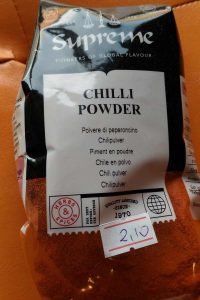 Supreme
PIONEERS OF GLOBAL FLAVOUR
CHILLI
POWDER
Polvere di peperoncino
Chilipulver
Piment en poudre
Chile en polvo
Chili pulver
Chilipulver
HERBS
&
SPICES
QUALITY ASSURED
SINCE
1970
2,10